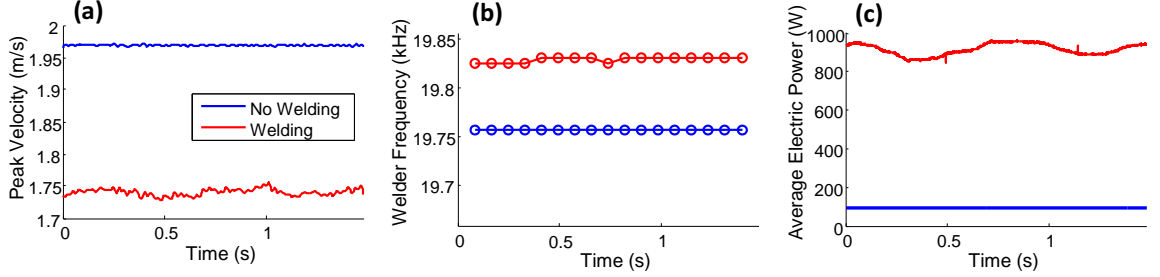 (a)
2
1.95
1.9
1.85
1.8
1.75
1.7
0
0.5
1
Peak Velocity (m/s)
Time (s)
No Welding
Welding
(b)
19.85
19.8
19.75
19.7
0
0.5
1
Welder Frequency (kHz)
Time (s)
(c)
1000
800
600
400
200
0
0
1
Average Electric Power (W)
Time (s)